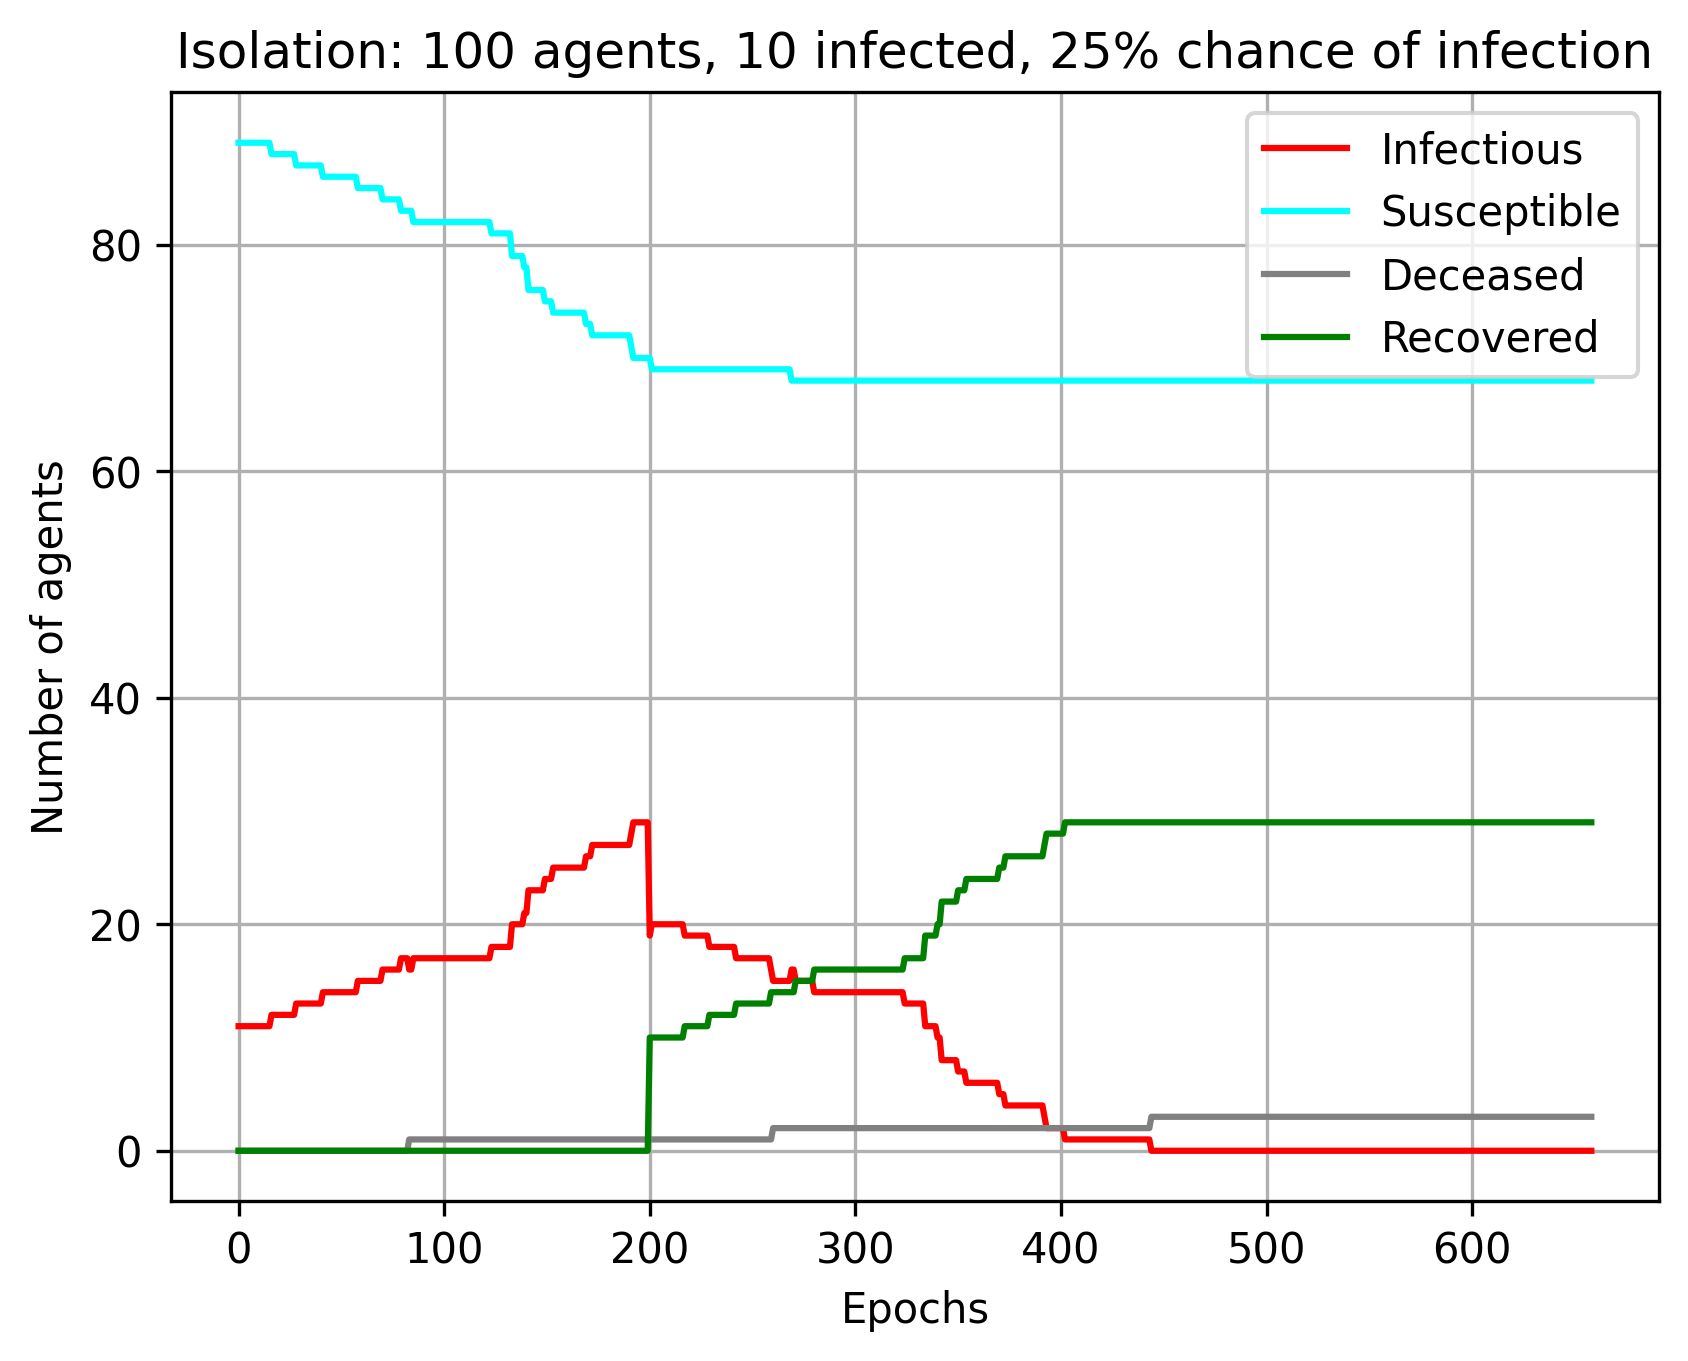 Isolation: 100 agents, 10 infected, 25% chance of infection
Infectious
Susceptible
Deceased
Recovered
Number of agents
80
60
40
20
0
0 100 200 300 400 500 600
Epochs